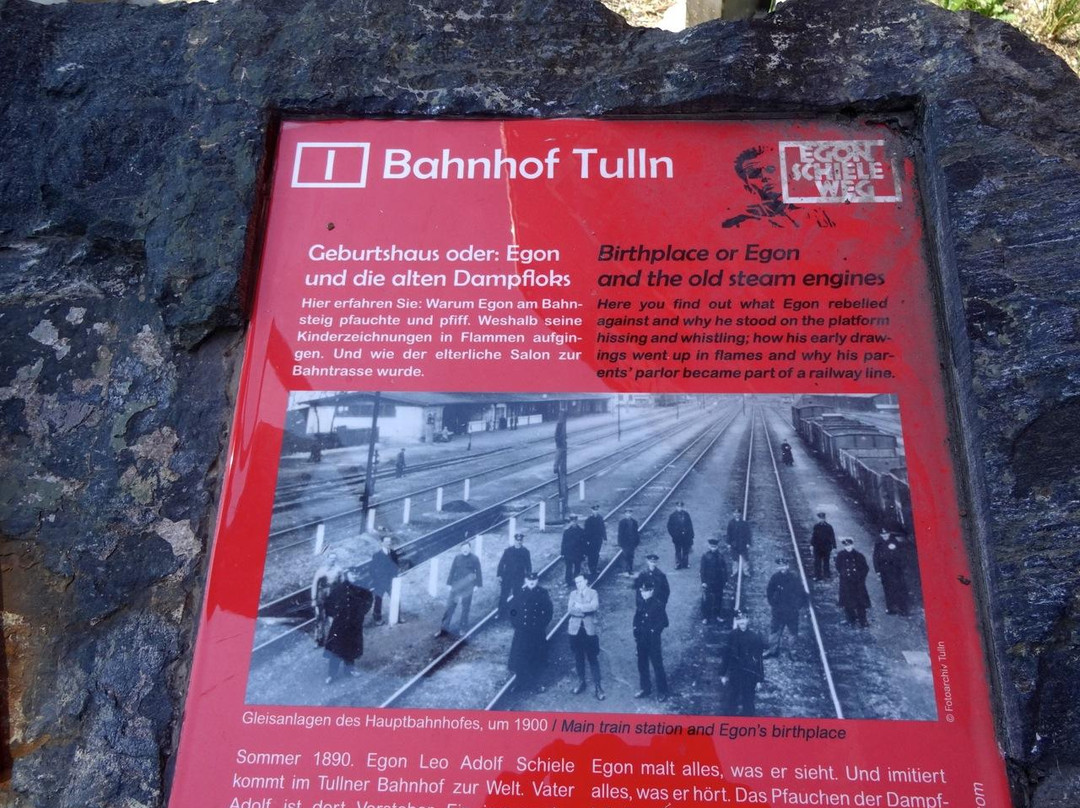 I Bahnhof Tulln
EGON
SCHIELE
WEG
Geburtshaus oder: Egon
und die alten Dampfloks
Hier erfahren Sie: Warum Egon am Bahn-
steig pfauchte und pfiff. Weshalb seine
Kinderzeichnungen in Flammen aufgin-
gen. Und wie der elterliche Salon zur
Bahntrasse wurde.
Birthplace or Egon
and the old steam engines
Here you find out what Egon rebelled
against and why he stood on the platform
hissing and whistling; how his early draw-
ings went up in flames and why his par-
ents' parlor became part of a railway line.
© Fotoarchiv Tulln
Gleisanlagen des Hauptbahnhofes, um 1900 / Main train station and Egon's birthplace
Sommer 1890. Egon Leo Adolf Schiele
kommt im Tullner Bahnhof zur Welt. Vater
Adolf ist dort Vorsteher
Egon malt alles, was er sieht. Und imitiert
alles, was er hört. Das Pfauchen der Dampf-